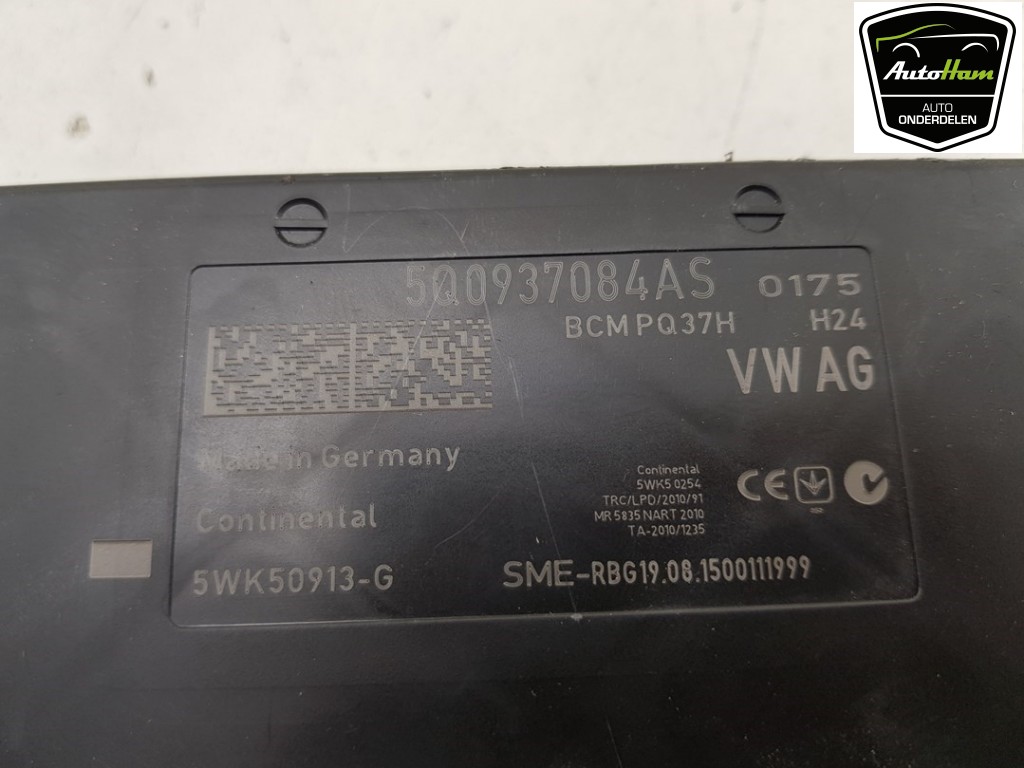 AutoHam
AUTO
ONDERDELEN
5Q0937084AS 0175
BCM PQ37H H24
VW AG
Made in Germany
Continental
5WK50913-G
Continental
5WK5 0254
TRC/LPD/2010/91
MR 5835 NART 2010
TA-2010/1235
CE
SME-RBG19.08.1500111999